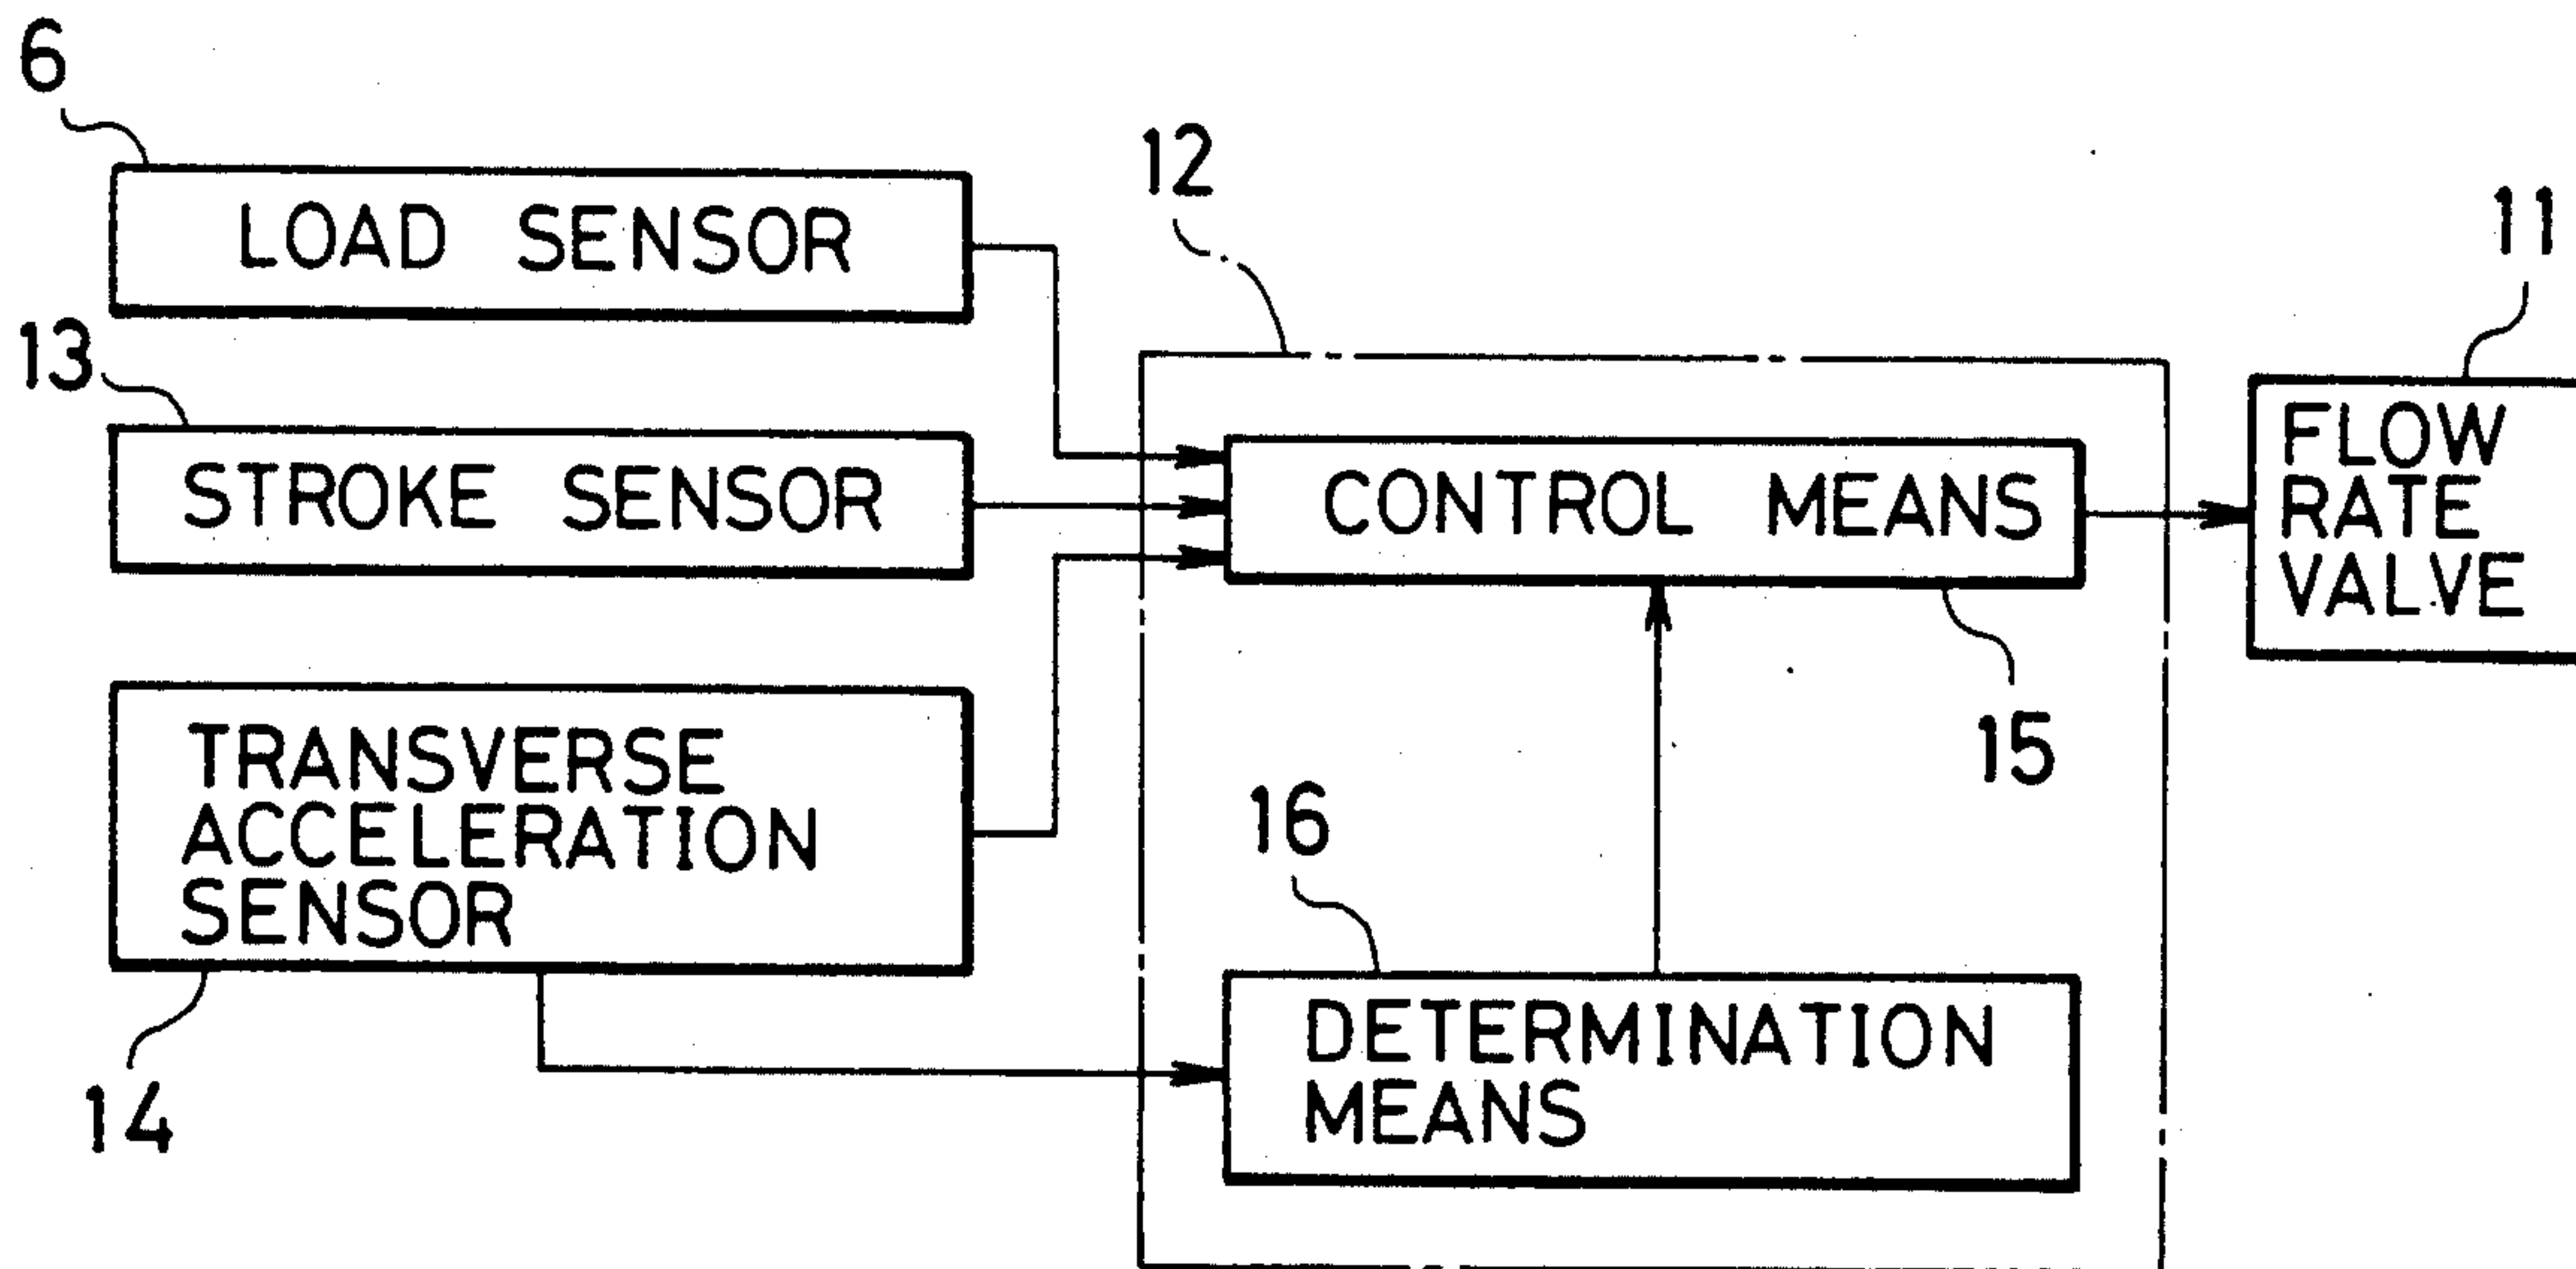 6
LOAD SENSOR
13
STROKE SENSOR
TRANSVERSE
ACCELERATION
SENSOR
14
12
CONTROL MEANS
15
16
DETERMINATION
MEANS
11
FLOW
RATE
VALVE